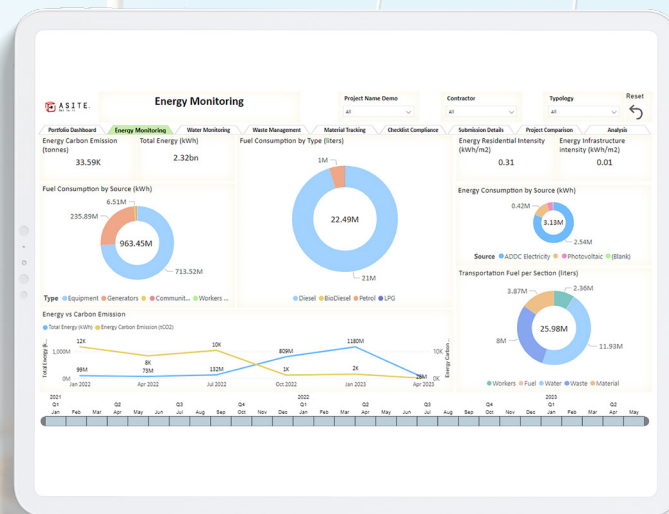 ASITE.
Energy Monitoring
Project Name Demo
All
Contractor
All
Typology
All
Reset
Portfolio Dashboard Energy Monitoring Water Monitoring Waste Management Material Tracking Checklist Compliance Submission Details Project Comparison Analysis
Energy Carbon Emission (tonnes)
33.59K
Total Energy (kWh)
2.32bn
Fuel Consumption by Type (liters)
1M
22.49M
21M
Diesel BioDiesel Petrol LPG
Energy Residential Intensity (kWh/m2)
0.31
Energy Infrastructure intensity (kWh/m2)
0.01
Fuel Consumption by Source (kWh)
6.51M
235.89M
963.45M
713.52M
Type Equipment Generators Communit... Workers ...
Energy Consumption by Source (kWh)
0.42M
3.13M
2.54M
Source ADDC Electricity Photovoltaic (Blank)
Transportation Fuel per Section (liters)
3.87M
2.36M
25.98M
8M
11.93M
Workers Fuel Water Waste Material
Energy vs Carbon Emission
Total Energy (kWh) Energy Carbon Emission (tCO2)
Total Energy (k...
1,000M
0M
12K
99M
8K
73M
10K
132M
809M
1K
1180M
2K
28M
10K
0K
Energy Carbon...
Jan 2022 Apr 2022 Jul 2022 Oct 2022 Jan 2023 Apr 2023
2021 2022 2023
Q1 Q2 Q3 Q4 Q1 Q2 Q3 Q4 Q1 Q2
Jan Feb Mar Apr May Jun Jul Aug Sep Oct Nov Dec Jan Feb Mar Apr May Jun Jul Aug Sep Oct Nov Dec Jan Feb Mar Apr May